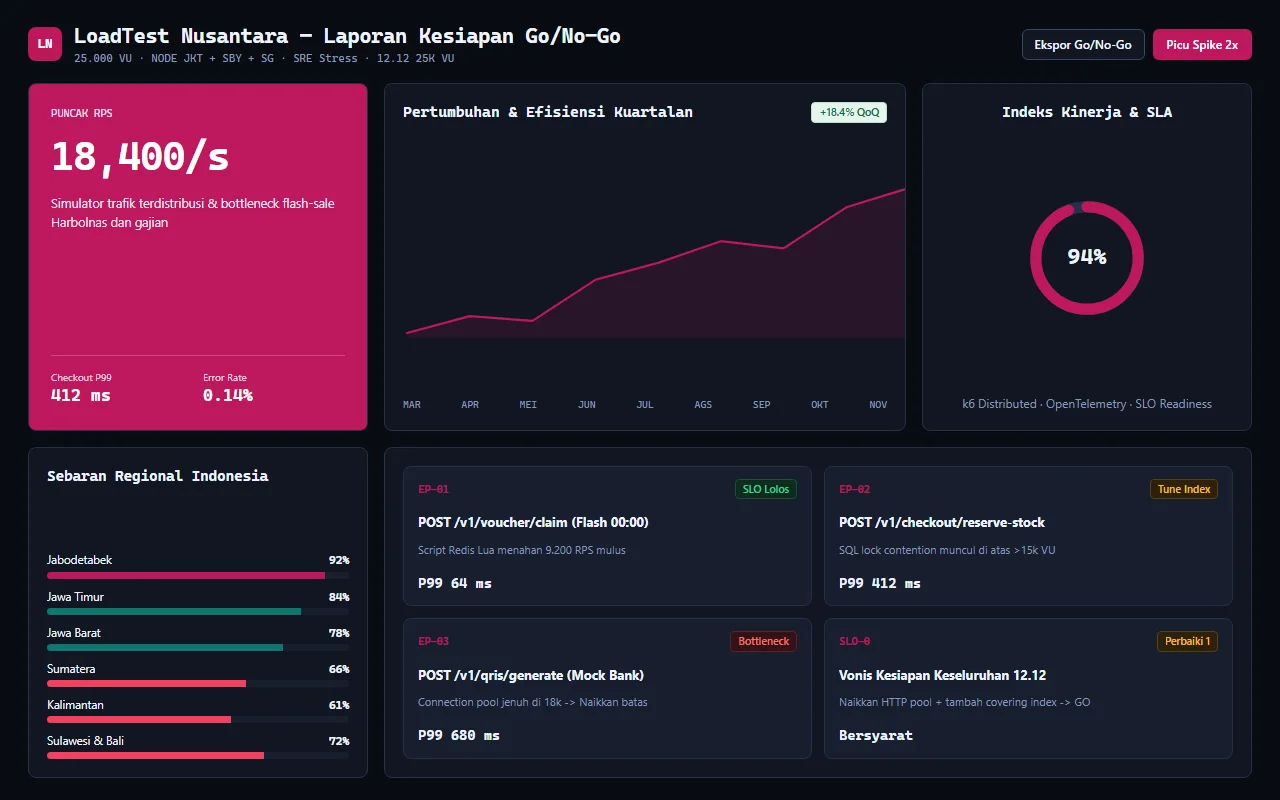 LN
LoadTest Nusantara — Laporan Kesiapan Go/No-Go
25.000 VU · NODE JKT + SBY + SG · SRE Stress · 12.12 25K VU
Ekspor Go/No-Go
Picu Spike 2x
PUNCAK RPS
18,400/s
Simulator trafik terdistribusi & bottleneck flash-sale
Harbolnas dan gajian
Checkout P99
412 ms
Error Rate
0.14%
Pertumbuhan & Efisiensi Kuartalan
+18.4% QoQ
MAR APR MEI JUN JUL AGS SEP OKT NOV
Indeks Kinerja & SLA
94%
k6 Distributed · OpenTelemetry · SLO Readiness
Sebaran Regional Indonesia
Jabodetabek 92%
Jawa Timur 84%
Jawa Barat 78%
Sumatera 66%
Kalimantan 61%
Sulawesi & Bali 72%
EP-01
SLO Lolos
POST /v1/voucher/claim (Flash 00:00)
Script Redis Lua menahan 9.200 RPS mulus
P99 64 ms
EP-02
Tune Index
POST /v1/checkout/reserve-stock
SQL lock contention muncul di atas >15k VU
P99 412 ms
EP-03
Bottleneck
POST /v1/qris/generate (Mock Bank)
Connection pool jenuh di 18k -> Naikkan batas
P99 680 ms
SLO-0
Perbaiki 1
Vonis Kesiapan Keseluruhan 12.12
Naikkan HTTP pool + tambah covering index -> GO
Bersyarat